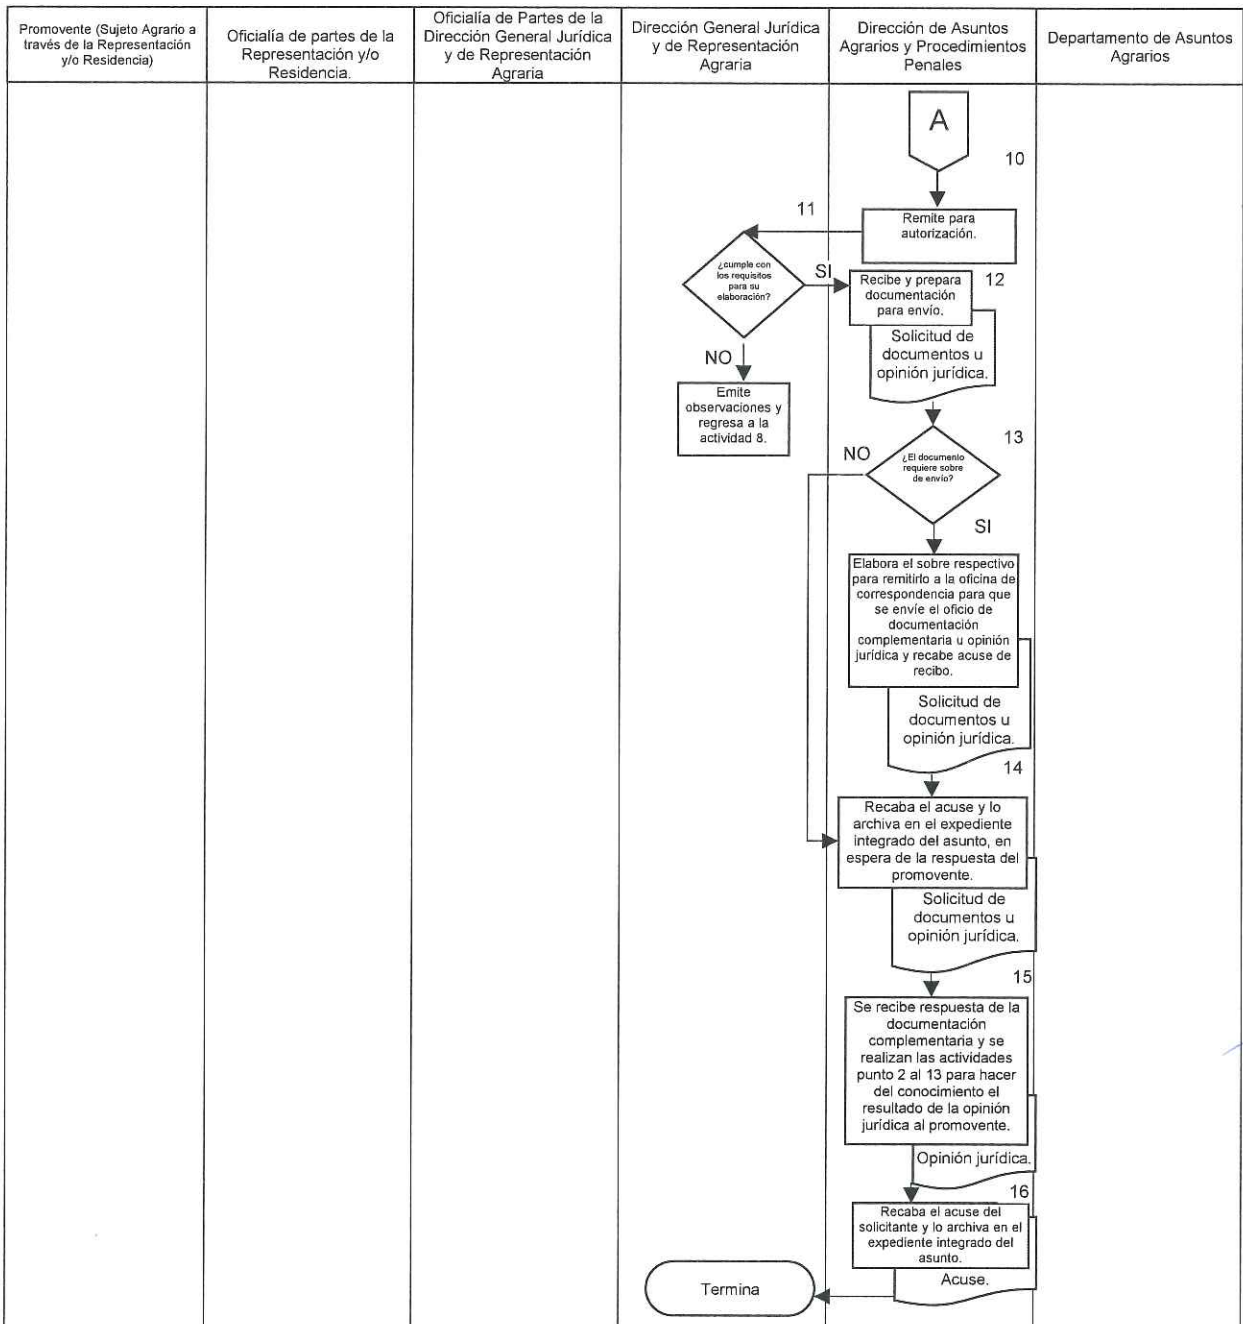 Promovente (Sujeto Agrario a
través de la Representación
y/o Residencia)
Oficialía de partes de la
Representación y/o
Residencia.
Oficialía de Partes de la
Dirección General Jurídica
y de Representación
Agraria
Dirección General Jurídica
y de Representación
Agraria
Dirección de Asuntos
Agrarios y Procedimientos
Penales
Departamento de Asuntos
Agrarios
A
10
Remite para
autorización.
11
¿cumple con
los requisitos
para su
elaboración?
SI
NO
Emite
observaciones y
regresa a la
actividad 8.
12
Recibe y prepara
documentación
para envío.
Solicitud de
documentos u
opinión jurídica.
13
¿El documento
requiere sobre
de envío?
NO
SI
Elabora el sobre respectivo
para remitirlo a la oficina de
correspondencia para que
se envíe el oficio de
documentación
complementaria u opinión
jurídica y recabe acuse de
recibo.
Solicitud de
documentos u
opinión jurídica.
14
Recaba el acuse y lo
archiva en el expediente
integrado del asunto, en
espera de la respuesta del
promovente.
Solicitud de
documentos u
opinión jurídica.
15
Se recibe respuesta de la
documentación
complementaria y se
realizan las actividades
punto 2 al 13 para hacer
del conocimiento el
resultado de la opinión
jurídica al promovente.
Opinión jurídica.
16
Recaba el acuse del
solicitante y lo archiva en el
expediente integrado del
asunto.
Acuse.
Termina